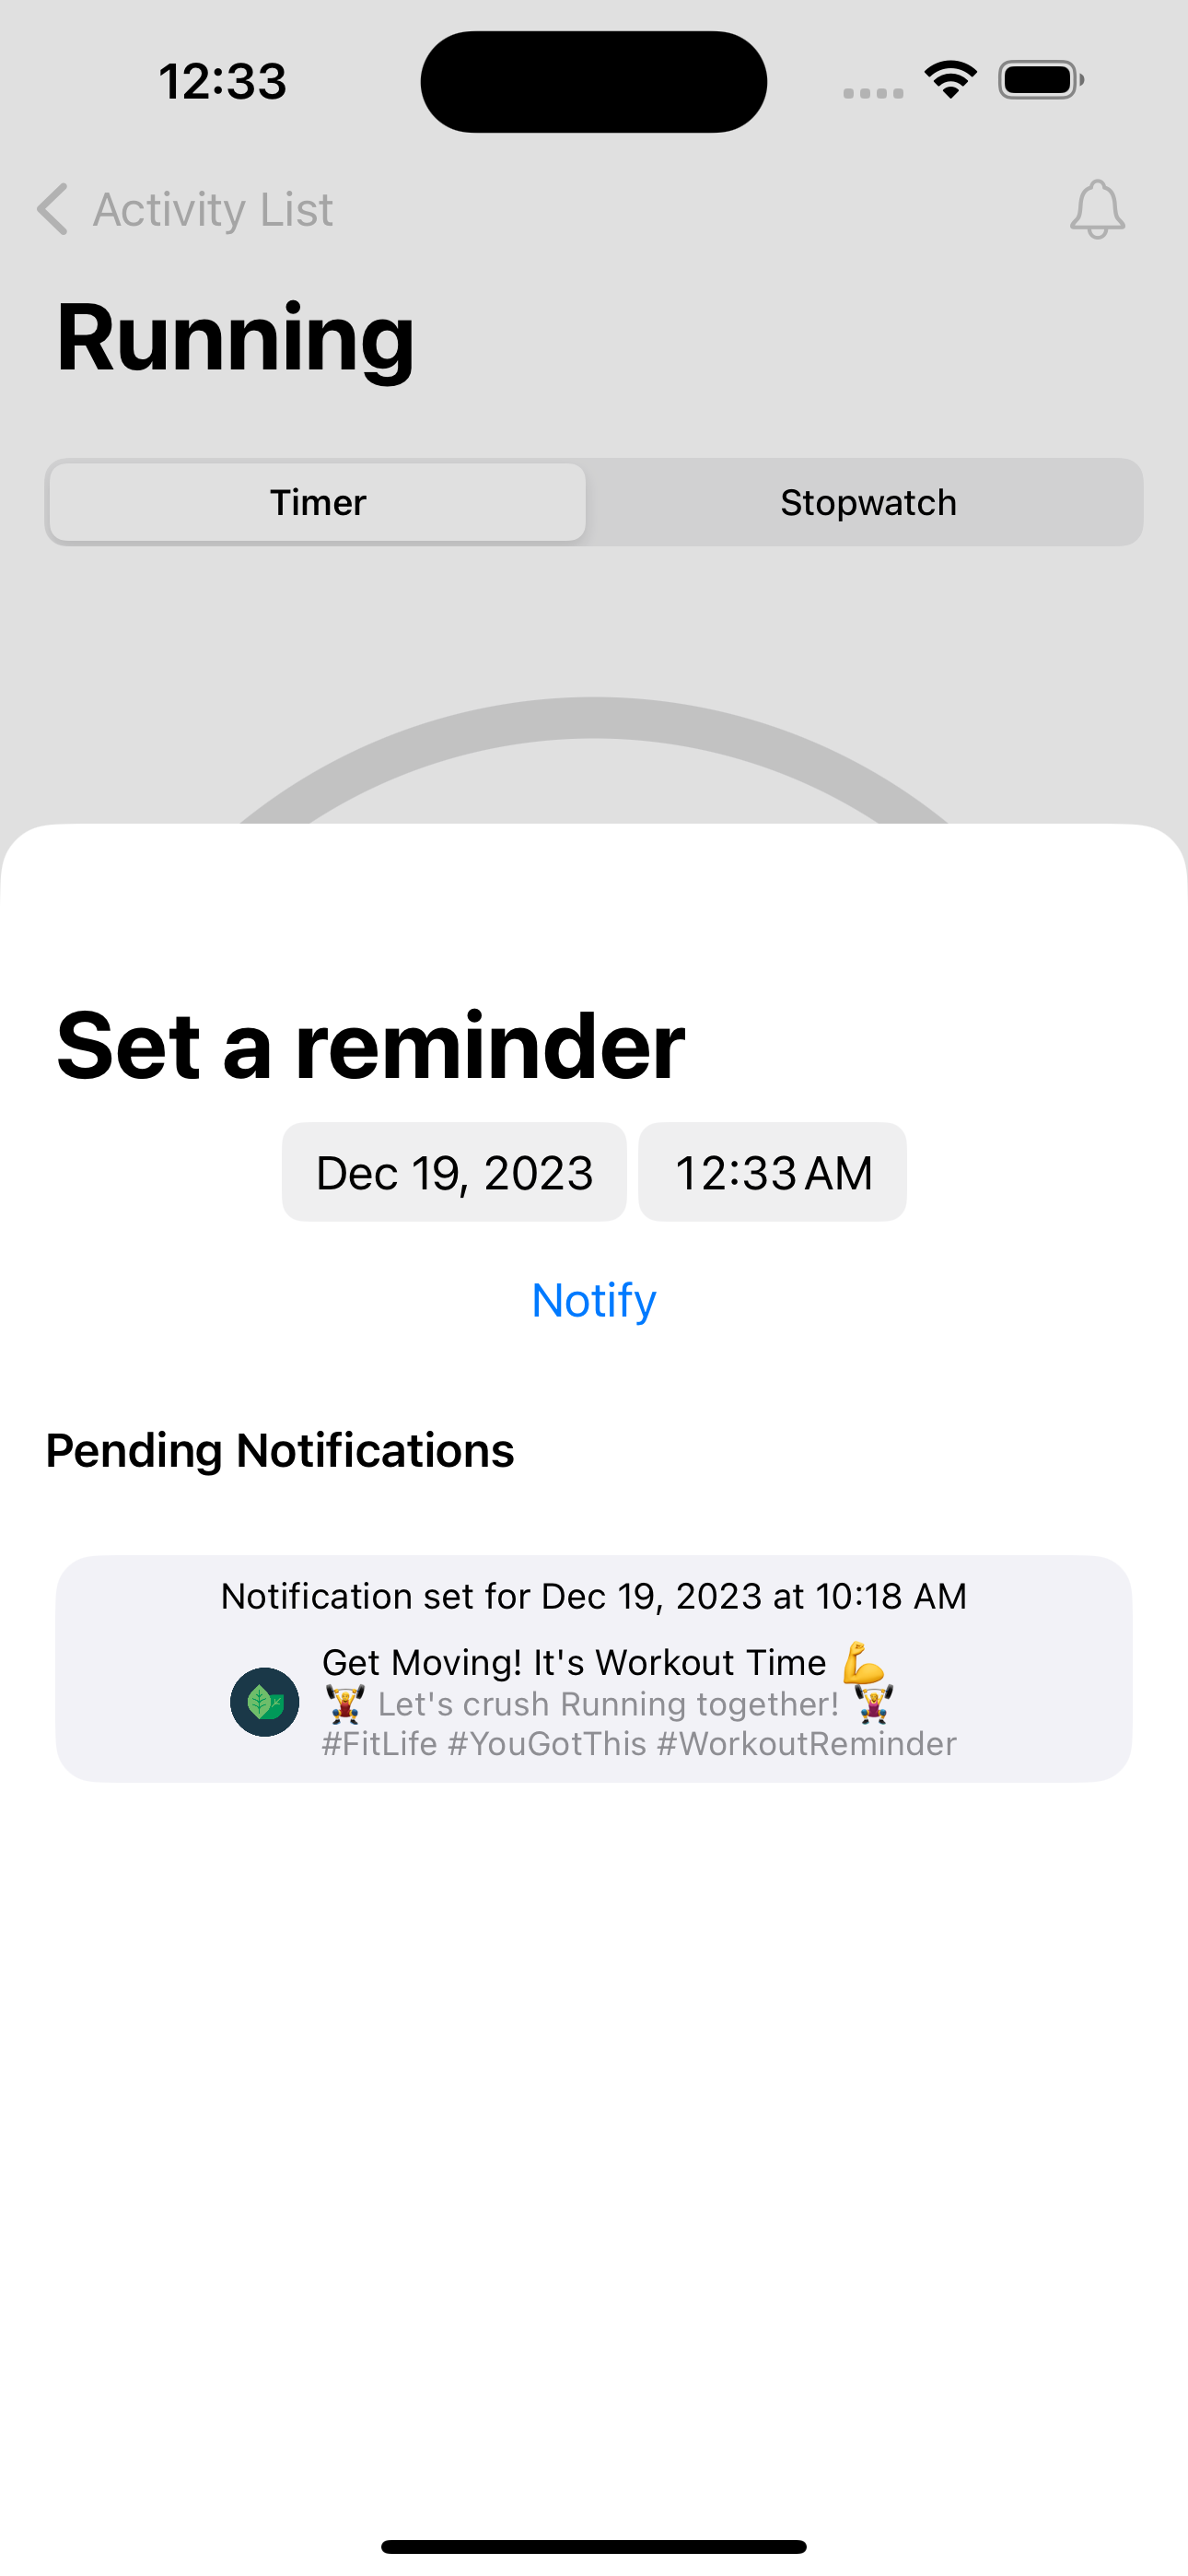 12:33
Activity List
Running
Timer Stopwatch
Set a reminder
Dec 19, 2023 12:33 AM
Notify
Pending Notifications
Notification set for Dec 19, 2023 at 10:18 AM
Get Moving! It's Workout Time 💪
🏋️‍♀️ Let's crush Running together! 🏋️‍♀️
#FitLife #YouGotThis #WorkoutReminder